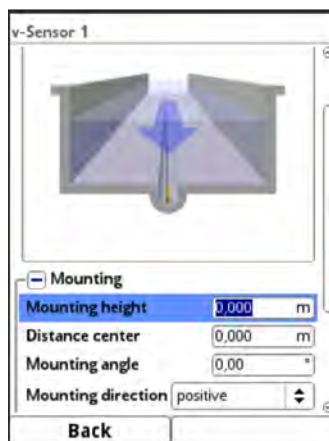 v-Sensor 1
Mounting
Mounting height 0,000 m
Distance center 0,000 m
Mounting angle 0,00 °
Mounting direction positive
Back